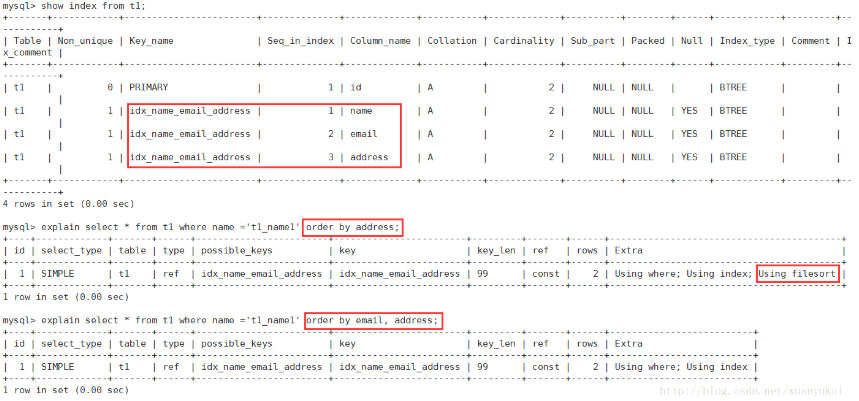 mysql> show index from t1;
+-------+------------+------------------------+--------------+-------------+-----------+-------------+----------+--------+------+------------+---------+--
----------+
| Table | Non_unique | Key_name | Seq_in_index | Column_name | Collation | Cardinality | Sub_part | Packed | Null | Index_type | Comment | I
x_comment |
+-------+------------+------------------------+--------------+-------------+-----------+-------------+----------+--------+------+------------+---------+--
----------+
| t1 | 0 | PRIMARY | 1 | id | A | 2 | NULL | NULL | | BTREE | |
|
| t1 | 1 | idx_name_email_address | 1 | name | A | 2 | NULL | NULL | YES | BTREE | |
|
| t1 | 1 | idx_name_email_address | 2 | email | A | 2 | NULL | NULL | YES | BTREE | |
|
| t1 | 1 | idx_name_email_address | 3 | address | A | 2 | NULL | NULL | YES | BTREE | |
|
+-------+------------+------------------------+--------------+-------------+-----------+-------------+----------+--------+------+------------+---------+--
----------+
4 rows in set (0.00 sec)
mysql> explain select * from t1 where name ='t1_name1' order by address;
+----+-------------+-------+------+------------------------+------------------------+---------+-------+------+------------------------------------------+
| id | select_type | table | type | possible_keys | key | key_len | ref | rows | Extra |
+----+-------------+-------+------+------------------------+------------------------+---------+-------+------+------------------------------------------+
| 1 | SIMPLE | t1 | ref | idx_name_email_address | idx_name_email_address | 99 | const | 2 | Using where; Using index; Using filesort |
+----+-------------+-------+------+------------------------+------------------------+---------+-------+------+------------------------------------------+
1 row in set (0.00 sec)
mysql> explain select * from t1 where name ='t1_name1' order by email, address;
+----+-------------+-------+------+------------------------+------------------------+---------+-------+------+--------------------------+
| id | select_type | table | type | possible_keys | key | key_len | ref | rows | Extra |
+----+-------------+-------+------+------------------------+------------------------+---------+-------+------+--------------------------+
| 1 | SIMPLE | t1 | ref | idx_name_email_address | idx_name_email_address | 99 | const | 2 | Using where; Using index |
+----+-------------+-------+------+------------------------+------------------------+---------+-------+------+--------------------------+
1 row in set (0.00 sec)
http://blog.csdn.net/wuseyukui